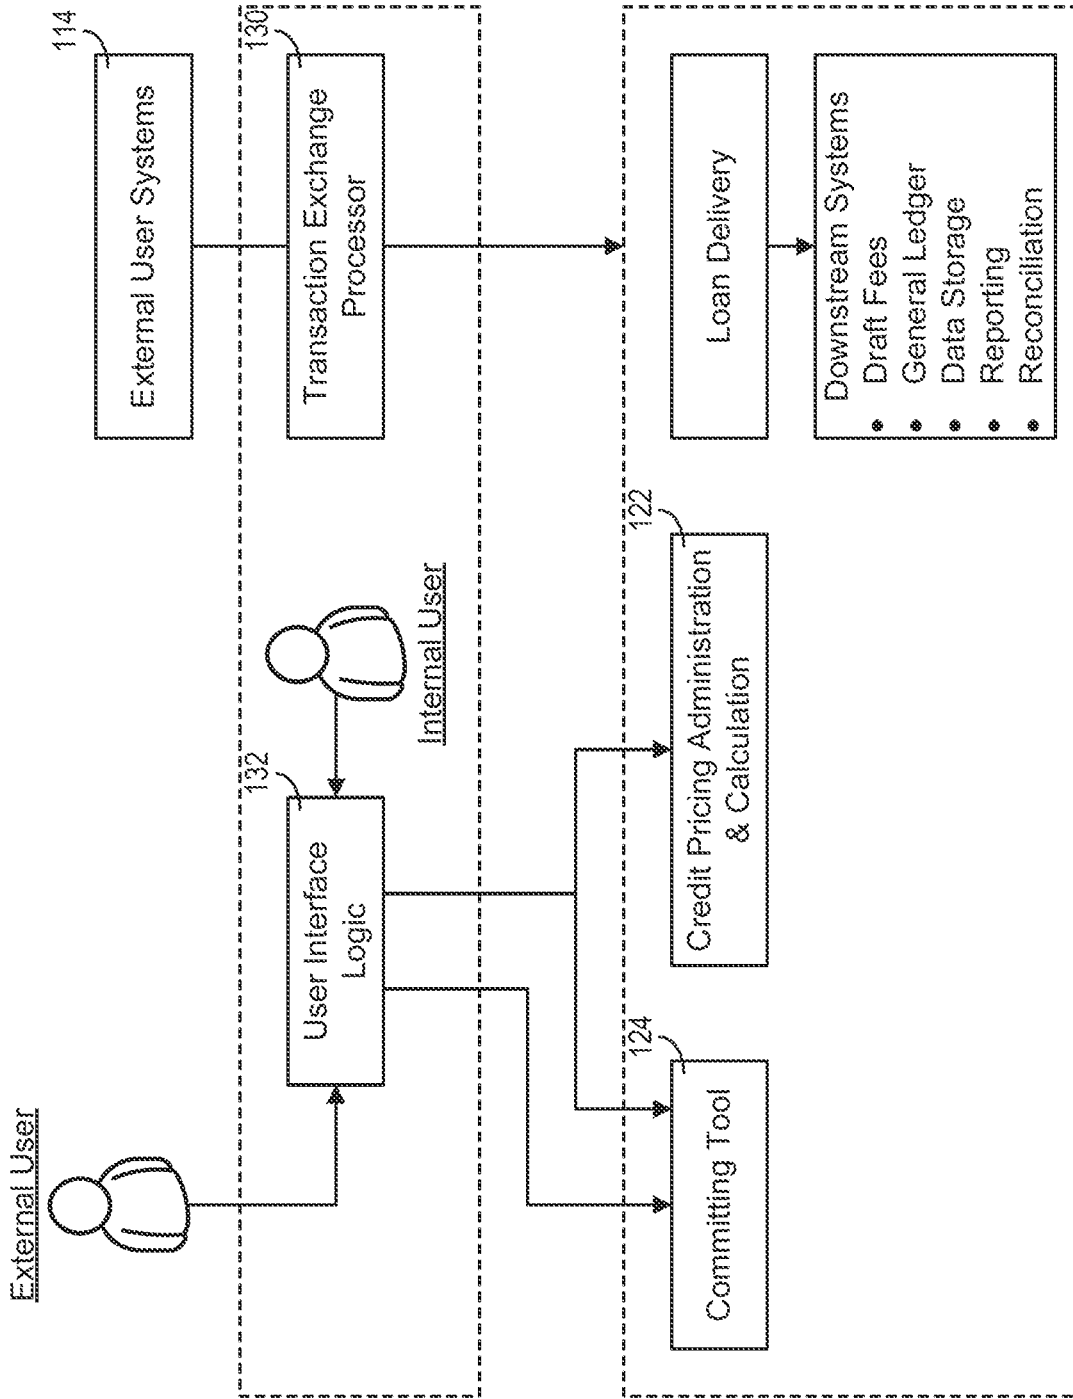 External User
114
External User Systems
132
User Interface
Logic
Internal User
130
Transaction Exchange
Processor
124
Committing Tool
122
Credit Pricing Administration
& Calculation
Loan Delivery
Downstream Systems
• Draft Fees
• General Ledger
• Data Storage
• Reporting
• Reconciliation